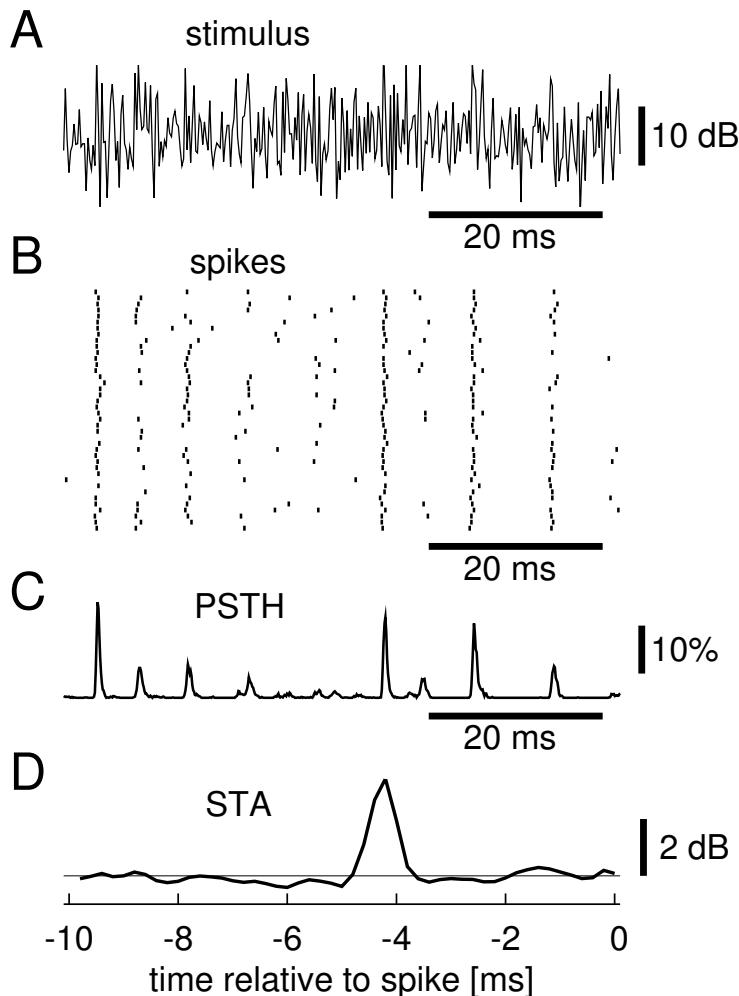 A
stimulus
10 dB
20 ms
B
spikes
20 ms
C
PSTH
10%
20 ms
D
STA
2 dB
-10 -8 -6 -4 -2 0
time relative to spike [ms]